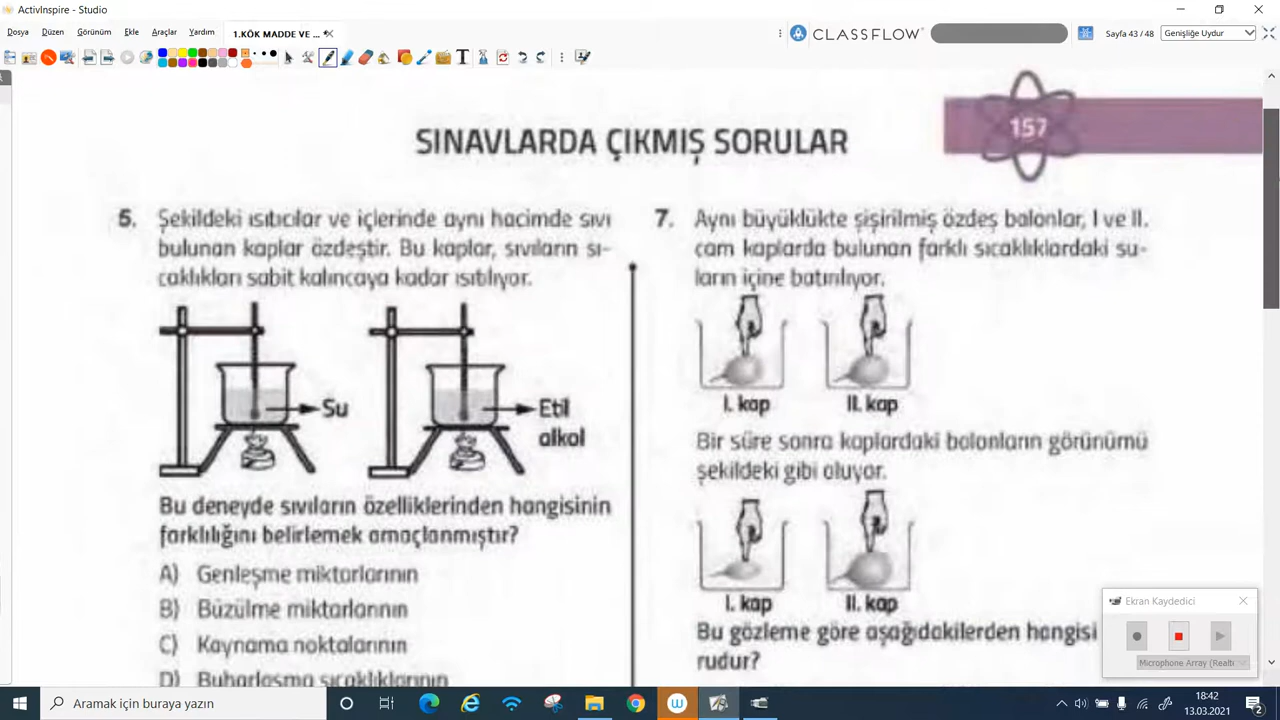 ActivInspire - Studio
Dosya Düzen Görünüm Ekle Araçlar Yardım
1.KÖK MADDE VE ...
CLASSFLOW
Sayfa 43 / 48
Genişliğe Uydur
157
SINAVLARDA ÇIKMIŞ SORULAR
5. Şekildeki ısıtıcılar ve içlerinde aynı hacimde sıvı
bulunan kaplar özdeştir. Bu kaplar, sıvıların sı-
caklıkları sabit kalıncaya kadar ısıtılıyor.
Su
Etil
alkol
Bu deneyde sıvıların özelliklerinden hangisinin
farklılığını belirlemek amaçlanmıştır?
A) Genleşme miktarlarının
B) Büzülme miktarlarının
C) Kaynama noktalarının
D) Buharlaşma sıcaklıklarının
7. Aynı büyüklükte şişirilmiş özdeş balonlar, I ve II.
cam kaplarda bulunan farklı sıcaklıklardaki su-
ların içine batırılıyor.
I. kap
II. kap
Bir süre sonra kaplardaki balonların görünümü
şekildeki gibi oluyor.
I. kap
II. kap
Bu gözleme göre aşağıdakilerden hangisi
rudur?
Ekran Kaydedici
Microphone Array (Realt
Aramak için buraya yazın
18:42
13.03.2021
2